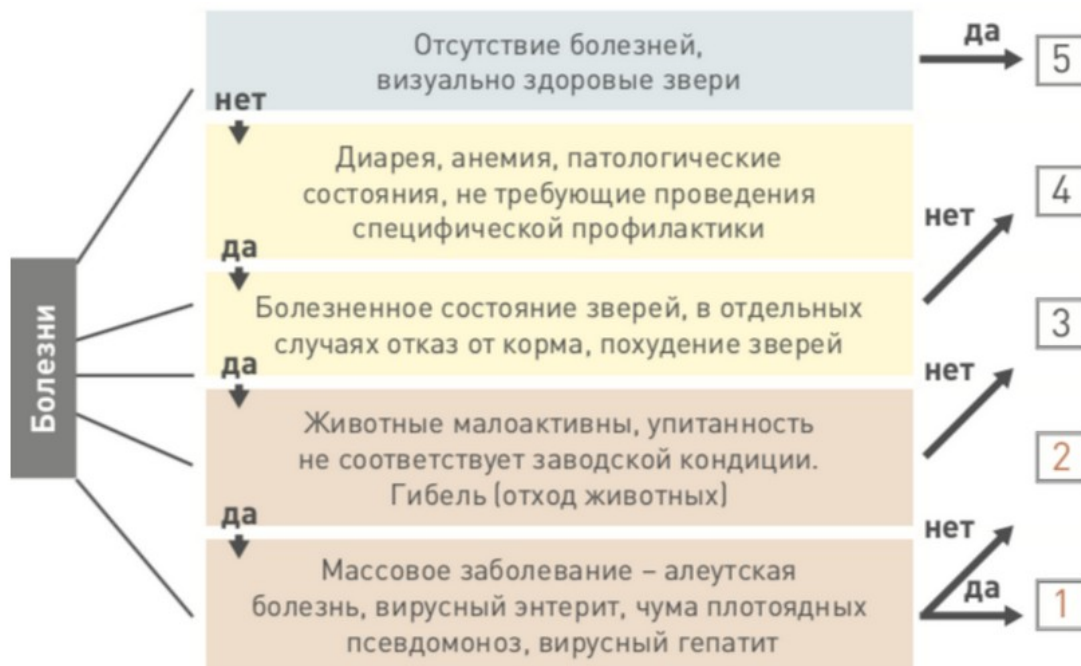 Отсутствие болезней,
визуально здоровые звери
да
5
нет
Диарея, анемия, патологические
состояния, не требующие проведения
специфической профилактики
4
нет
да
Болезненное состояние зверей, в отдельных
случаях отказ от корма, похудение зверей
3
нет
да
Болезни
Животные малоактивны, упитанность
не соответствует заводской кондиции.
Гибель (отход животных)
2
нет
да
Массовое заболевание – алеутская
болезнь, вирусный энтерит, чума плотоядных
псевдомоноз, вирусный гепатит
да
1